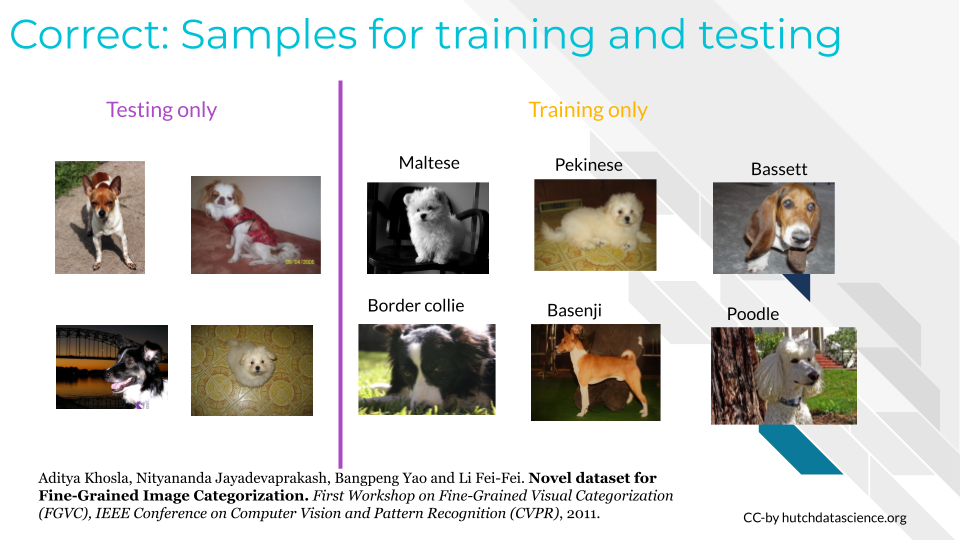 Correct: Samples for training and testing
Testing only
Training only
Maltese
Pekinese
Bassett
Border collie
Basenji
Poodle
Aditya Khosla, Nityananda Jayadevaprakash, Bangpeng Yao and Li Fei-Fei. Novel dataset for
Fine-Grained Image Categorization. First Workshop on Fine-Grained Visual Categorization
(FGVC), IEEE Conference on Computer Vision and Pattern Recognition (CVPR), 2011.
CC-by hutchdatascience.org